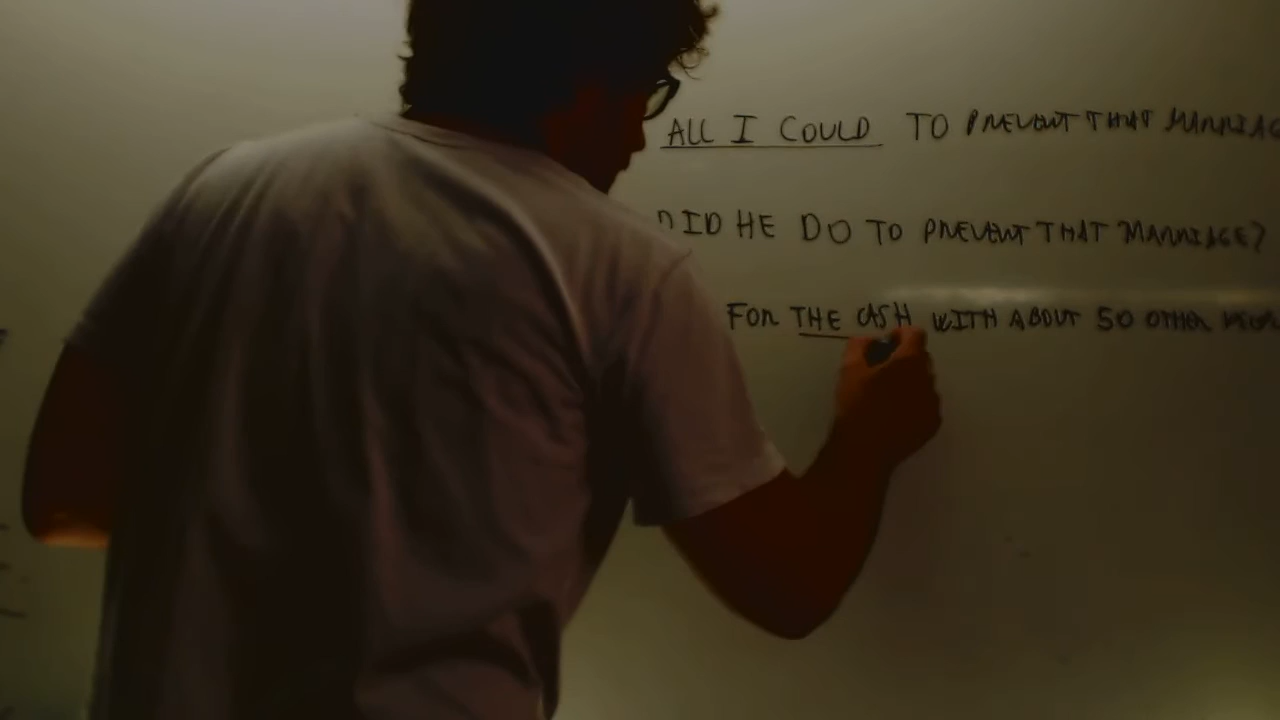 ALL I COULD TO PREVENT THAT
DID HE DO TO PREVENT THAT MARRIAGE?
FOR THE CASH WITH ABOUT 50 OTHER